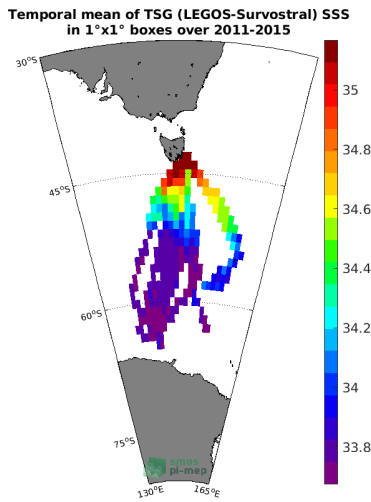 Temporal mean of TSG (LEGOS-Survostral) SSS
in 1°x1° boxes over 2011-2015
30°S
45°S
60°S
75°S
130°E
165°E
35
34.8
34.6
34.4
34.2
34
33.8
smos
pi-mep